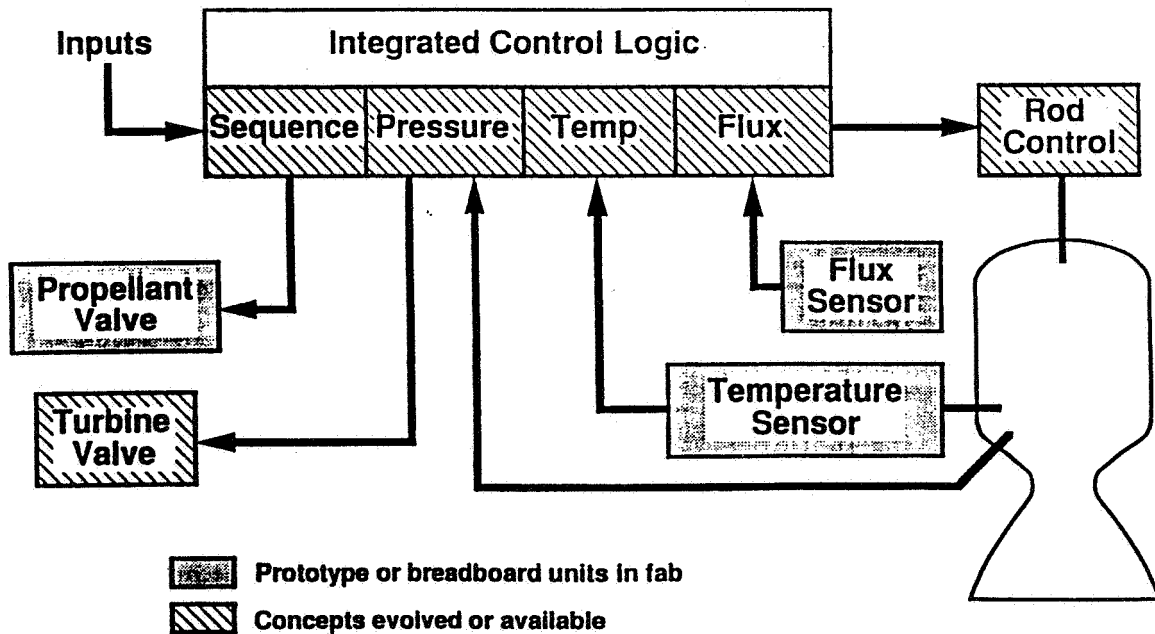 Inputs
Integrated Control Logic
Sequence
Pressure
Temp
Flux
Rod
Control
Propellant
Valve
Flux
Sensor
Turbine
Valve
Temperature
Sensor
Prototype or breadboard units in fab
Concepts evolved or available